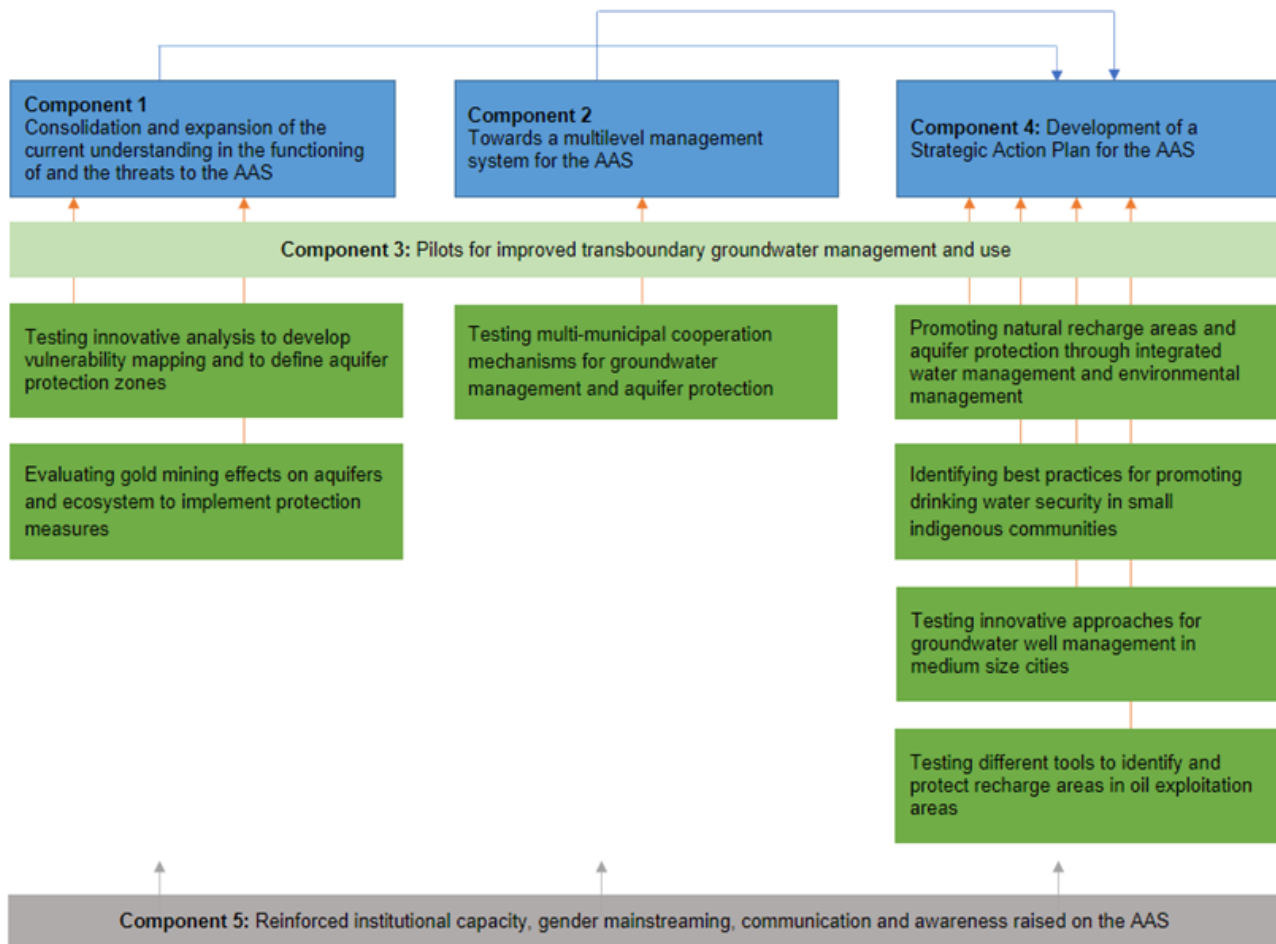 Component 1
Consolidation and expansion of the
current understanding in the functioning
of and the threats to the AAS
Component 2
Towards a multilevel management
system for the AAS
Component 4: Development of a
Strategic Action Plan for the AAS
Component 3: Pilots for improved transboundary groundwater management and use
Testing innovative analysis to develop
vulnerability mapping and to define aquifer
protection zones
Testing multi-municipal cooperation
mechanisms for groundwater
management and aquifer protection
Promoting natural recharge areas and
aquifer protection through integrated
water management and environmental
management
Evaluating gold mining effects on aquifers
and ecosystem to implement protection
measures
Identifying best practices for promoting
drinking water security in small
indigenous communities
Testing innovative approaches for
groundwater well management in
medium size cities
Testing different tools to identify and
protect recharge areas in oil exploitation
areas
Component 5: Reinforced institutional capacity, gender mainstreaming, communication and awareness raised on the AAS